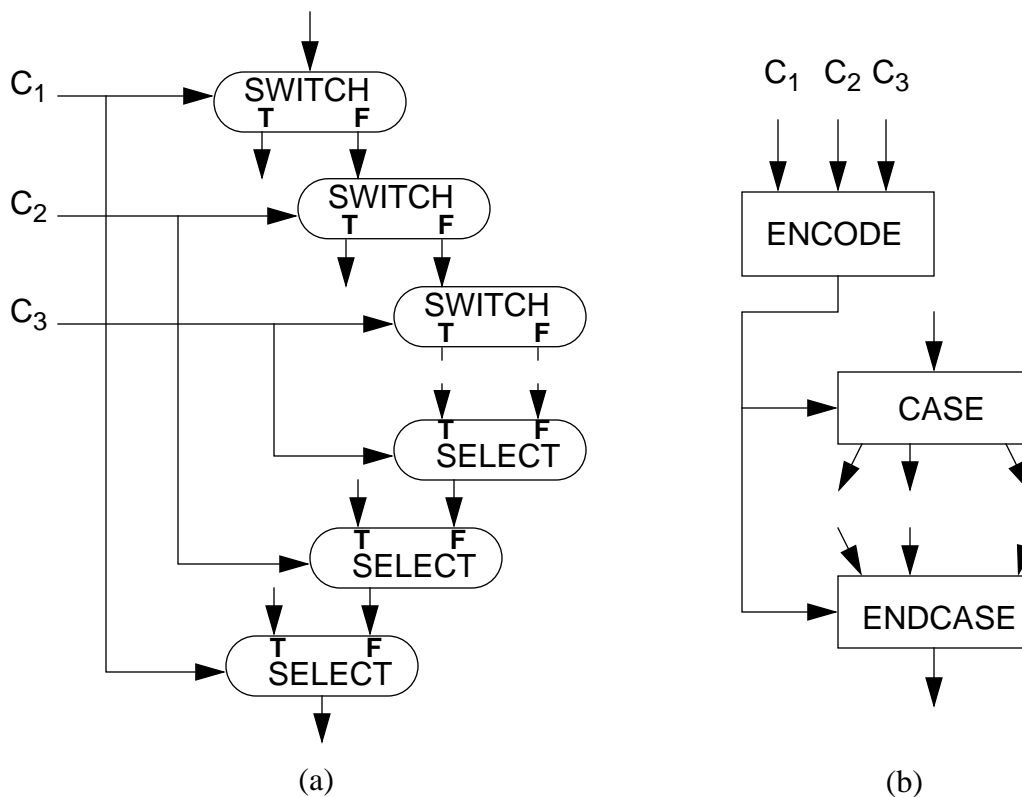 C1
SWITCH
T F
C2
SWITCH
T F
C3
SWITCH
T F
T F
SELECT
T F
SELECT
T F
SELECT
(a)
C1 C2 C3
ENCODE
CASE
ENDCASE
(b)